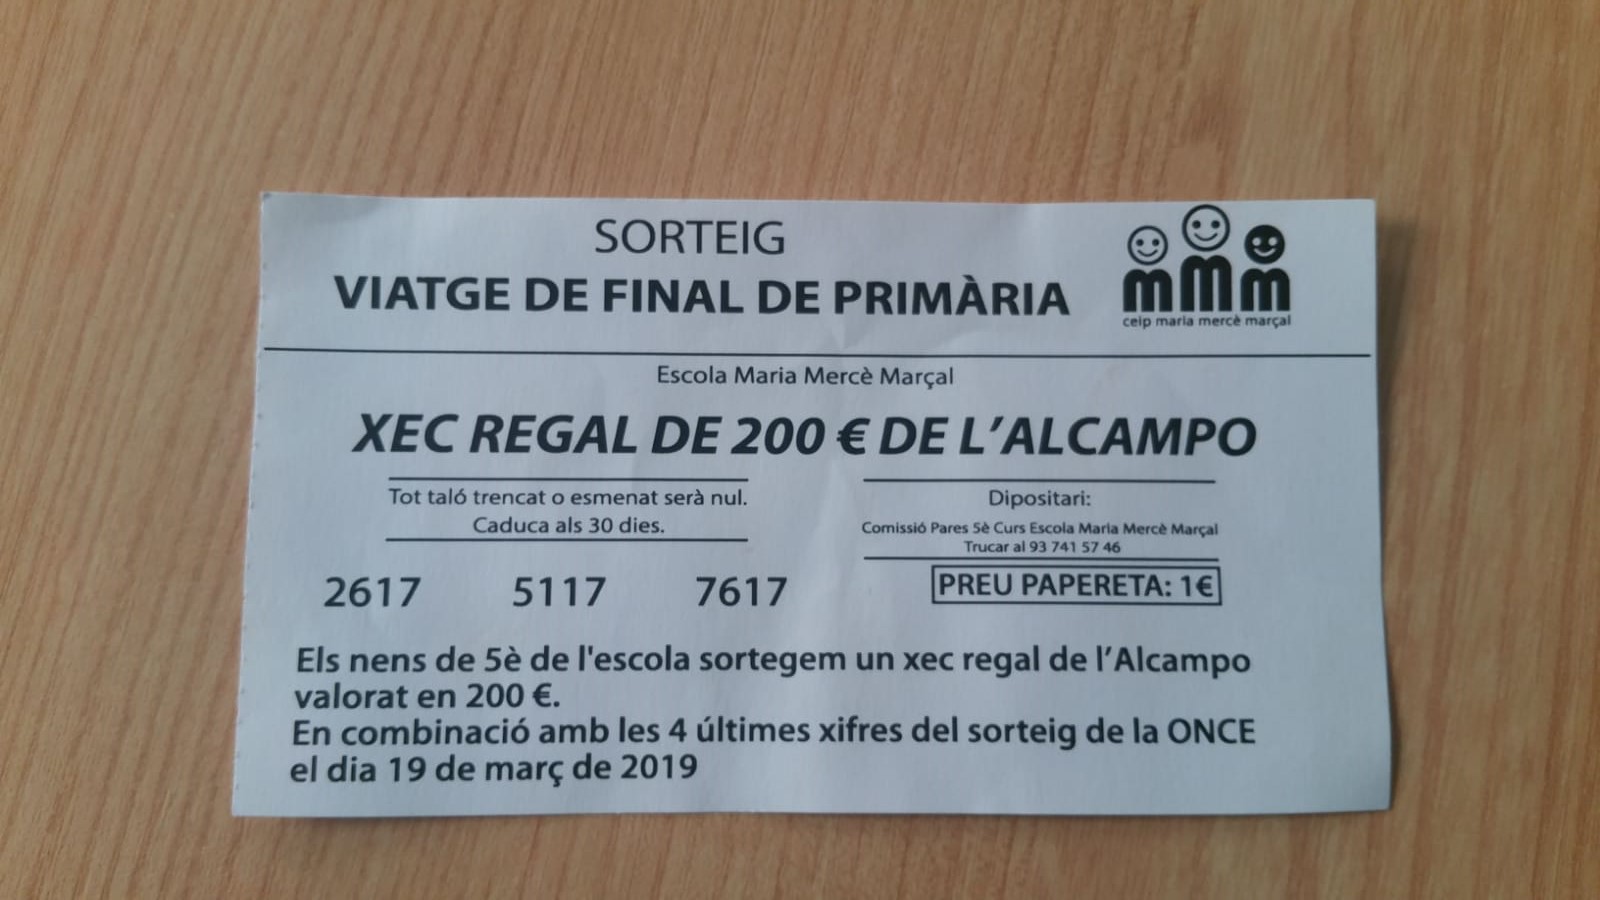 SORTEIG
VIATGE DE FINAL DE PRIMÀRIA
mMm
ceip maria mercè marçal
Escola Maria Mercè Marçal
XEC REGAL DE 200 € DE L'ALCAMPO
Tot taló trencat o esmenat serà nul.
Caduca als 30 dies.
Dipositari:
Comissió Pares 5è Curs Escola Maria Mercè Marçal
Trucar al 93 741 57 46
2617 5117 7617
PREU PAPERETA: 1€
Els nens de 5è de l'escola sortegem un xec regal de l'Alcampo
valorat en 200 €.
En combinació amb les 4 últimes xifres del sorteig de la ONCE
el dia 19 de març de 2019